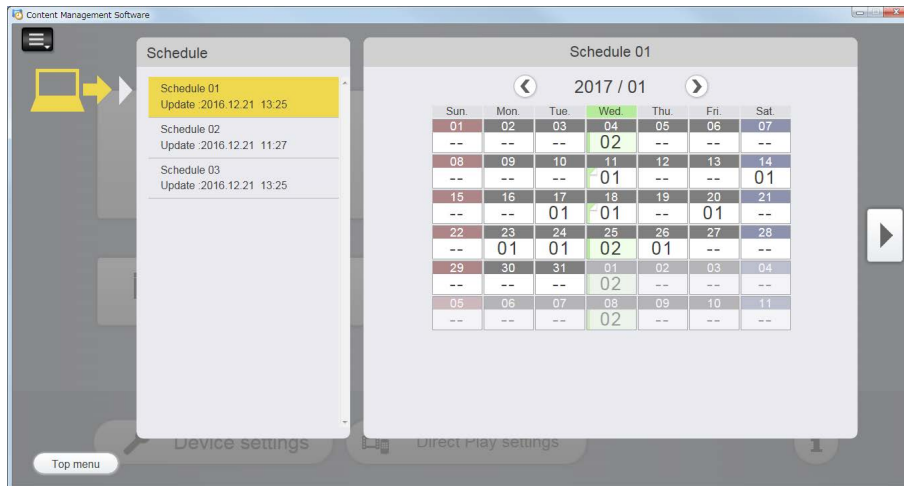 Content Management Software
Schedule
Schedule 01
Update :2016.12.21 13:25
Schedule 02
Update :2016.12.21 11:27
Schedule 03
Update :2016.12.21 13:25
Schedule 01
2017 / 01
Sun. Mon. Tue. Wed. Thu. Fri. Sat.
01 02 03 04 05 06 07
-- -- -- 02 -- -- --
08 09 10 11 12 13 14
-- -- -- 01 -- -- 01
15 16 17 18 19 20 21
-- -- 01 01 -- 01 --
22 23 24 25 26 27 28
-- 01 01 02 01 -- --
29 30 31 01 02 03 04
-- -- -- 02 -- -- --
05 06 07 08 09 10 11
-- -- -- 02 -- -- --
Device settings
Direct Play settings
Top menu